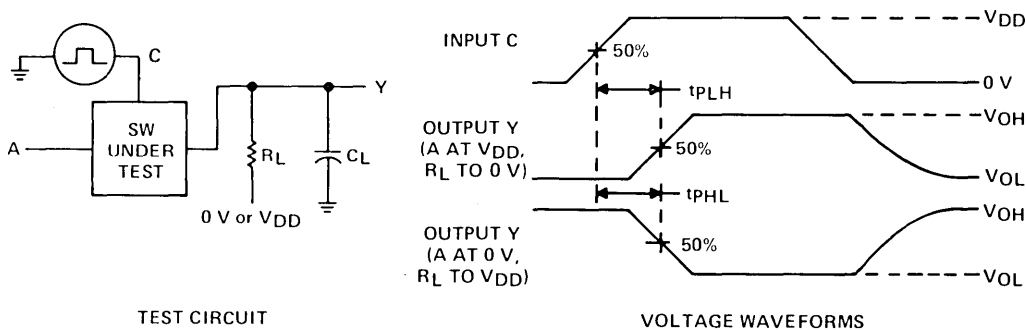 C
A
SW
UNDER
TEST
Y
RL
CL
0 V or VDD
TEST CIRCUIT
INPUT C
50%
VDD
0 V
tPLH
OUTPUT Y
(A AT VDD,
RL TO 0 V)
50%
VOH
VOL
tPHL
OUTPUT Y
(A AT 0 V,
RL TO VDD)
50%
VOH
VOL
VOLTAGE WAVEFORMS